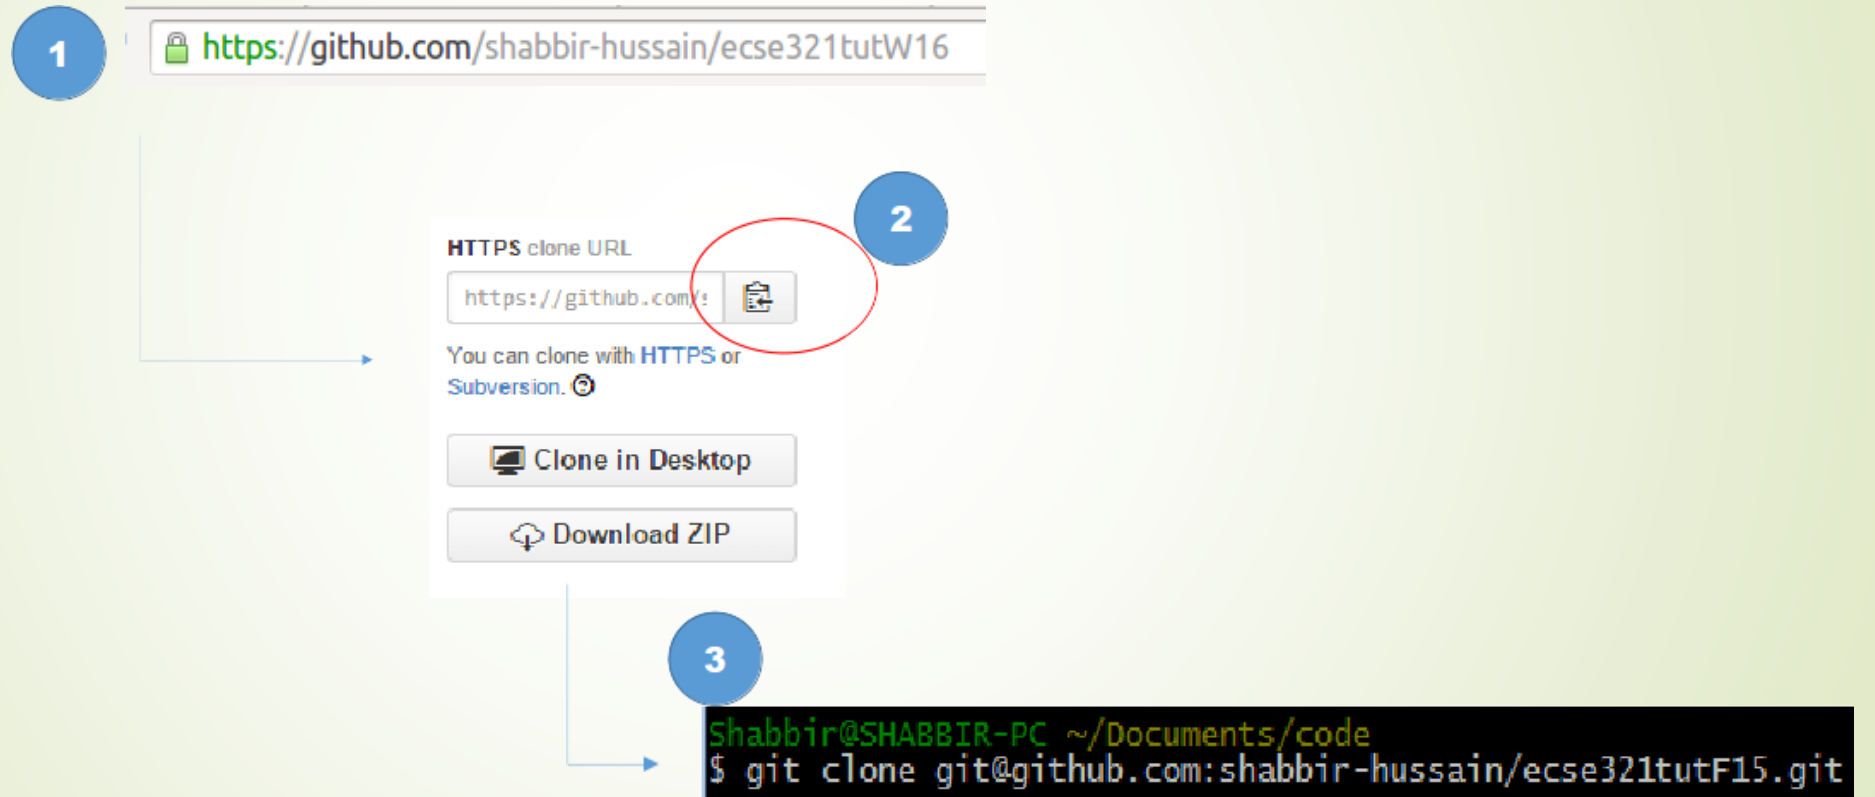 1
https://github.com/shabbir-hussain/ecse321tutW16
2
HTTPS clone URL
https://github.com/s
You can clone with HTTPS or
Subversion.
Clone in Desktop
Download ZIP
3
Shabbir@SHABBIR-PC ~/Documents/code
$ git clone git@github.com:shabbir-hussain/ecse321tutF15.git